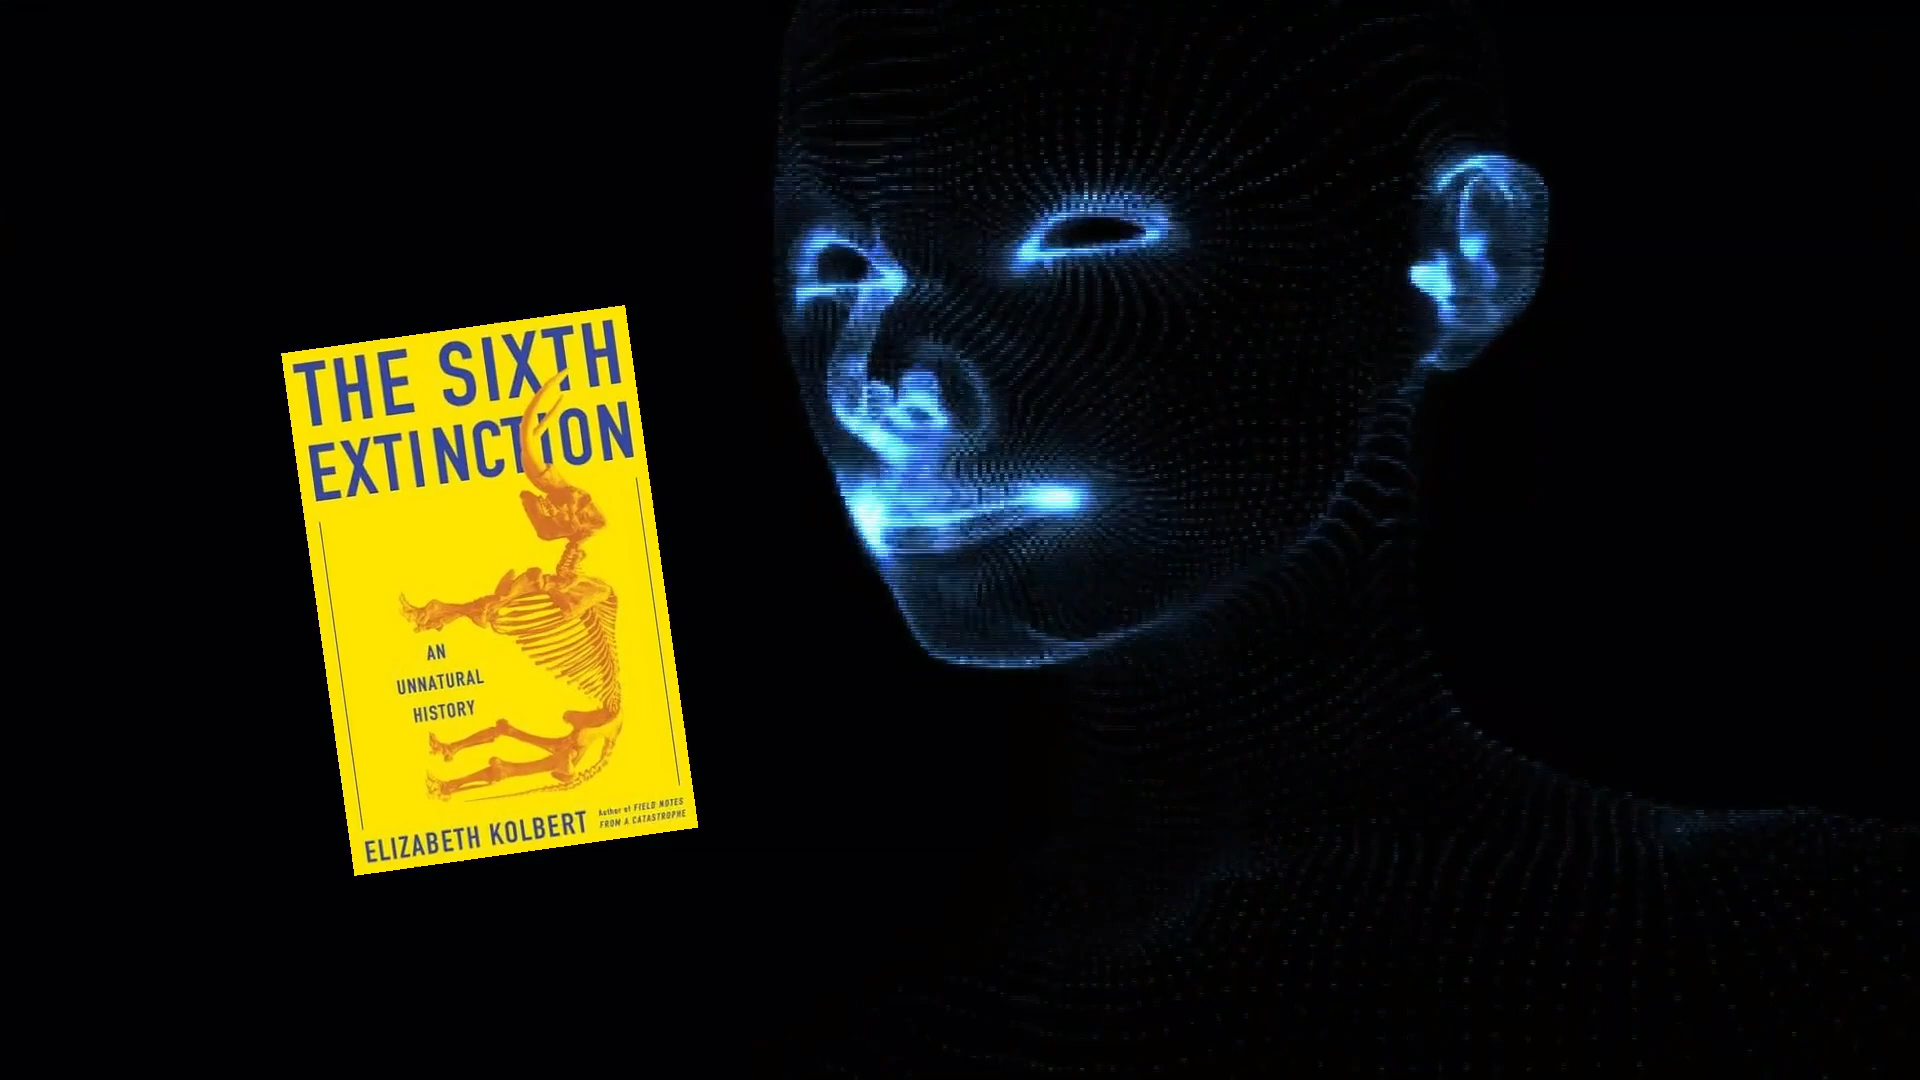 THE SIXTH
EXTINCTION
AN
UNNATURAL
HISTORY
ELIZABETH KOLBERT
Author of FIELD NOTES
FROM A CATASTROPHE